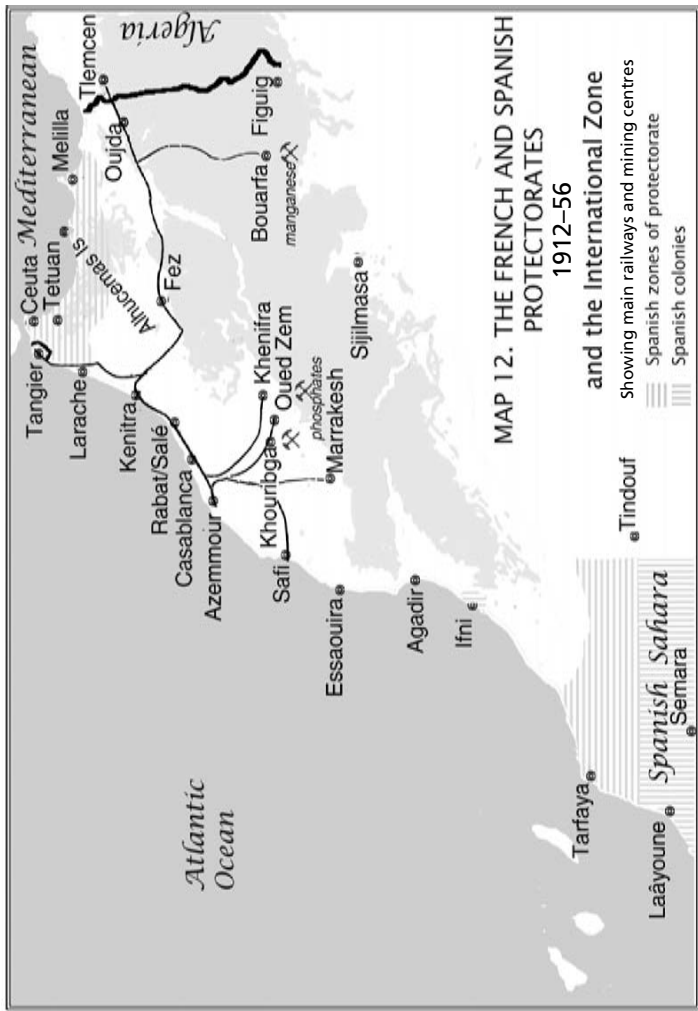 MAP 12. THE FRENCH AND SPANISH
PROTECTORATES
1912–56
and the International Zone
Showing main railways and mining centres
Spanish zones of protectorate
Spanish colonies
Atlantic
Ocean
Mediterranean
Algeria
Tangier
Ceuta
Tetuan
Melilla
Alhucemas Is
Larache
Tlemcen
Oujda
Fez
Kenitra
Rabat/Salé
Casablanca
Azemmour
Bouarfa
manganese
Figuig
Khenifra
Oued Zem
phosphates
Khouribga
Marrakesh
Safi
Sijilmasa
Essaouira
Agadir
Ifni
Tindouf
Tarfaya
Spanish Sahara
Laâyoune
Semara